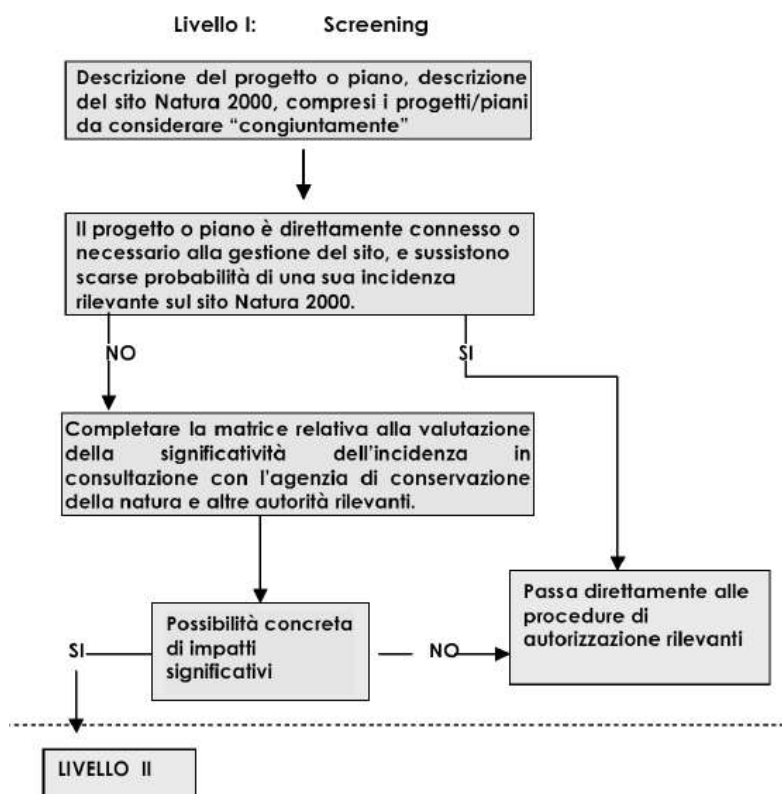 Livello I: Screening
Descrizione del progetto o piano, descrizione
del sito Natura 2000, compresi i progetti/piani
da considerare “congiuntamente”
Il progetto o piano è direttamente connesso o
necessario alla gestione del sito, e sussistono
scarse probabilità di una sua incidenza
rilevante sul sito Natura 2000.
NO
SI
Completare la matrice relativa alla valutazione
della significatività dell’incidenza in
consultazione con l’agenzia di conservazione
della natura e altre autorità rilevanti.
Possibilità concreta
di impatti
significativi
SI
NO
Passa direttamente alle
procedure di
autorizzazione rilevanti
LIVELLO II